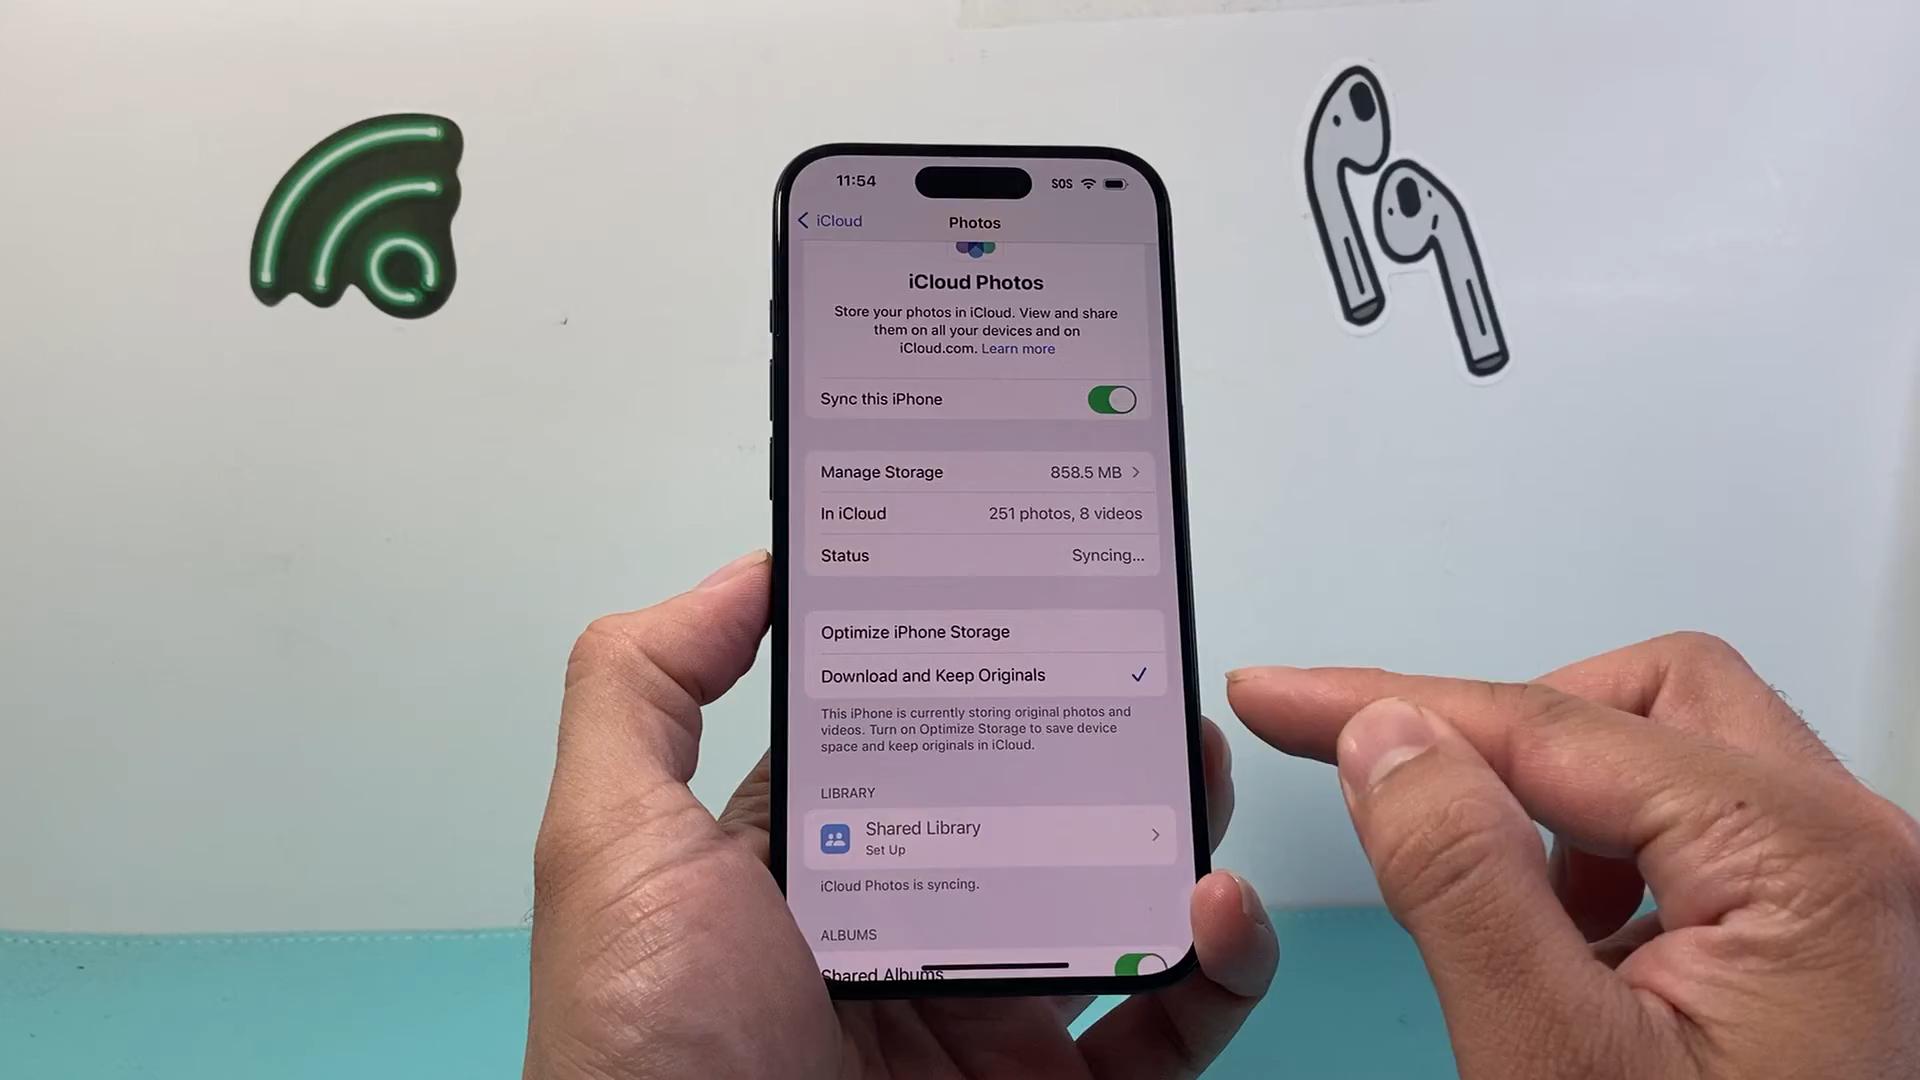 11:54
SOS
iCloud
Photos
iCloud Photos
Store your photos in iCloud. View and share
them on all your devices and on
iCloud.com. Learn more
Sync this iPhone
Manage Storage 858.5 MB
In iCloud 251 photos, 8 videos
Status Syncing...
Optimize iPhone Storage
Download and Keep Originals
This iPhone is currently storing original photos and
videos. Turn on Optimize Storage to save device
space and keep originals in iCloud.
LIBRARY
Shared Library
Set Up
iCloud Photos is syncing.
ALBUMS
Shared Albums